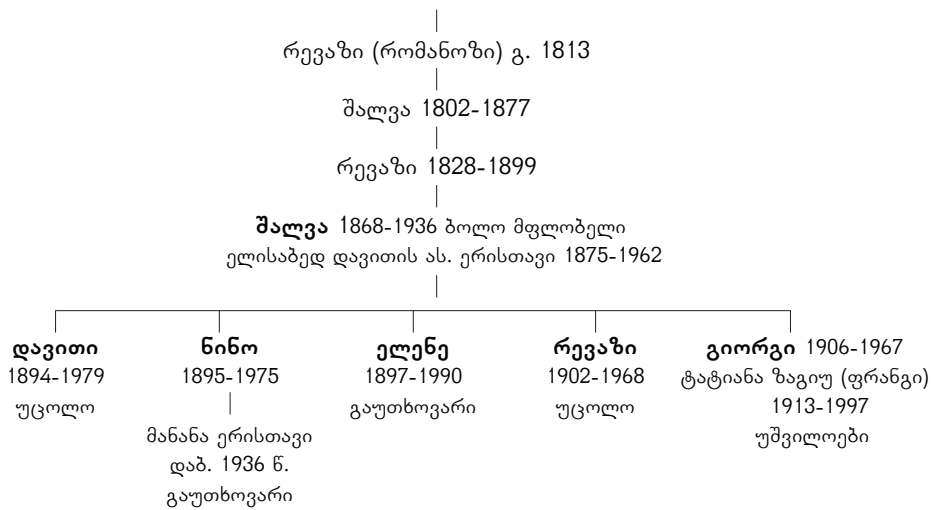 რევაზი (რომანოზი) გ. 1813
შალვა 1802-1877
რევაზი 1828-1899
შალვა 1868-1936 ბოლო მფლობელი
ელისაბედ დავითის ას. ერისთავი 1875-1962
დავითი
1894-1979
უცოლო
ნინო
1895-1975
მანანა ერისთავი
დაბ. 1936 წ.
გაუთხოვარი
ელენე
1897-1990
გაუთხოვარი
რევაზი
1902-1968
უცოლო
გიორგი 1906-1967
ტატიანა ზაგიუ (ფრანგი)
1913-1997
უშვილოები